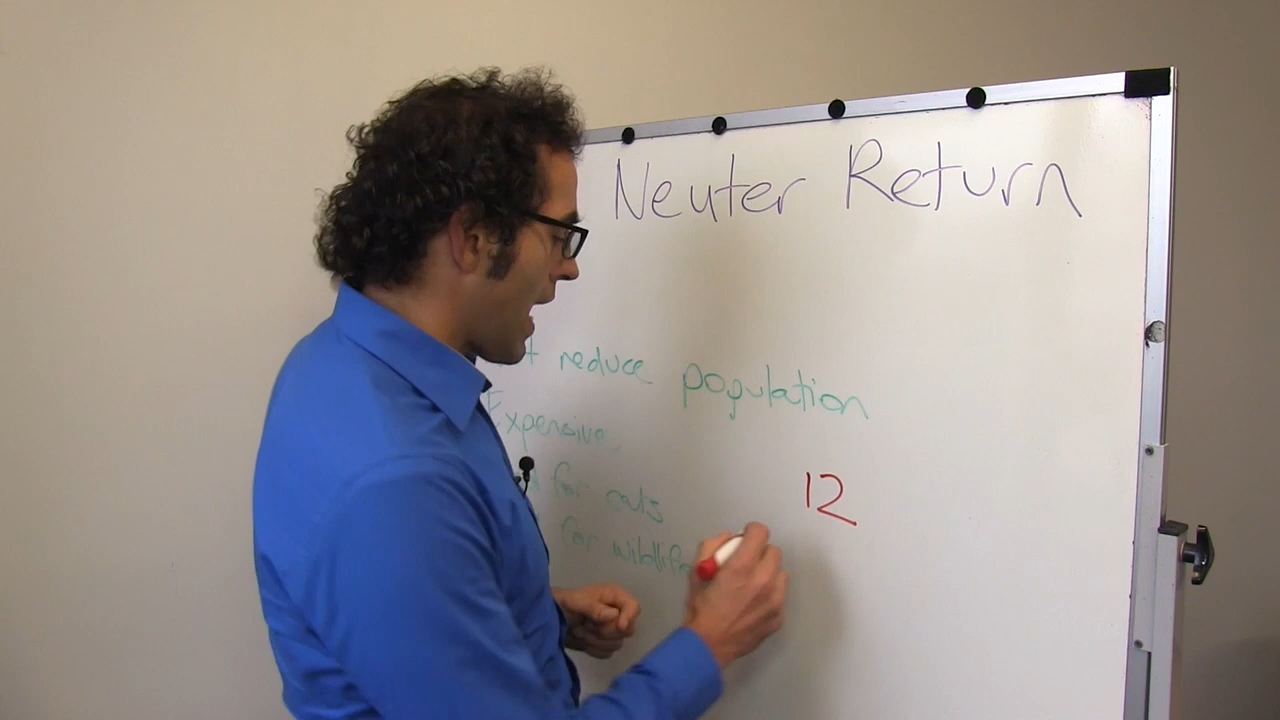 Neuter Return
reduce population
Expensive
for cats
12
for wildlife